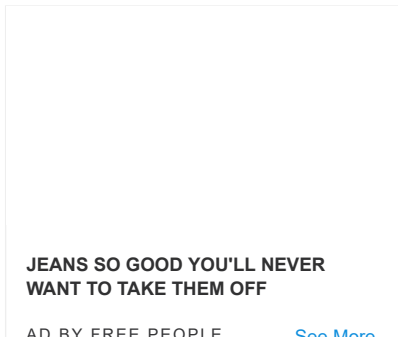 JEANS SO GOOD YOU'LL NEVER
WANT TO TAKE THEM OFF
AD BY FREE PEOPLE
See More